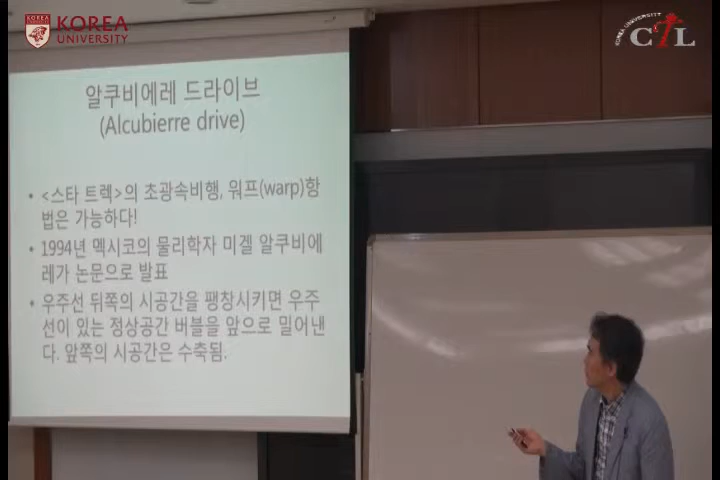 KOREA
UNIVERSITY
KOREA UNIVERSITY
CTL
알쿠비에레 드라이브
(Alcubierre drive)
• <스타 트렉>의 초광속비행, 워프(warp)항
법은 가능하다!
• 1994년 멕시코의 물리학자 미겔 알쿠비에
레가 논문으로 발표
• 우주선 뒤쪽의 시공간을 팽창시키면 우주
선이 있는 정상공간 버블을 앞으로 밀어낸
다. 앞쪽의 시공간은 수축됨.